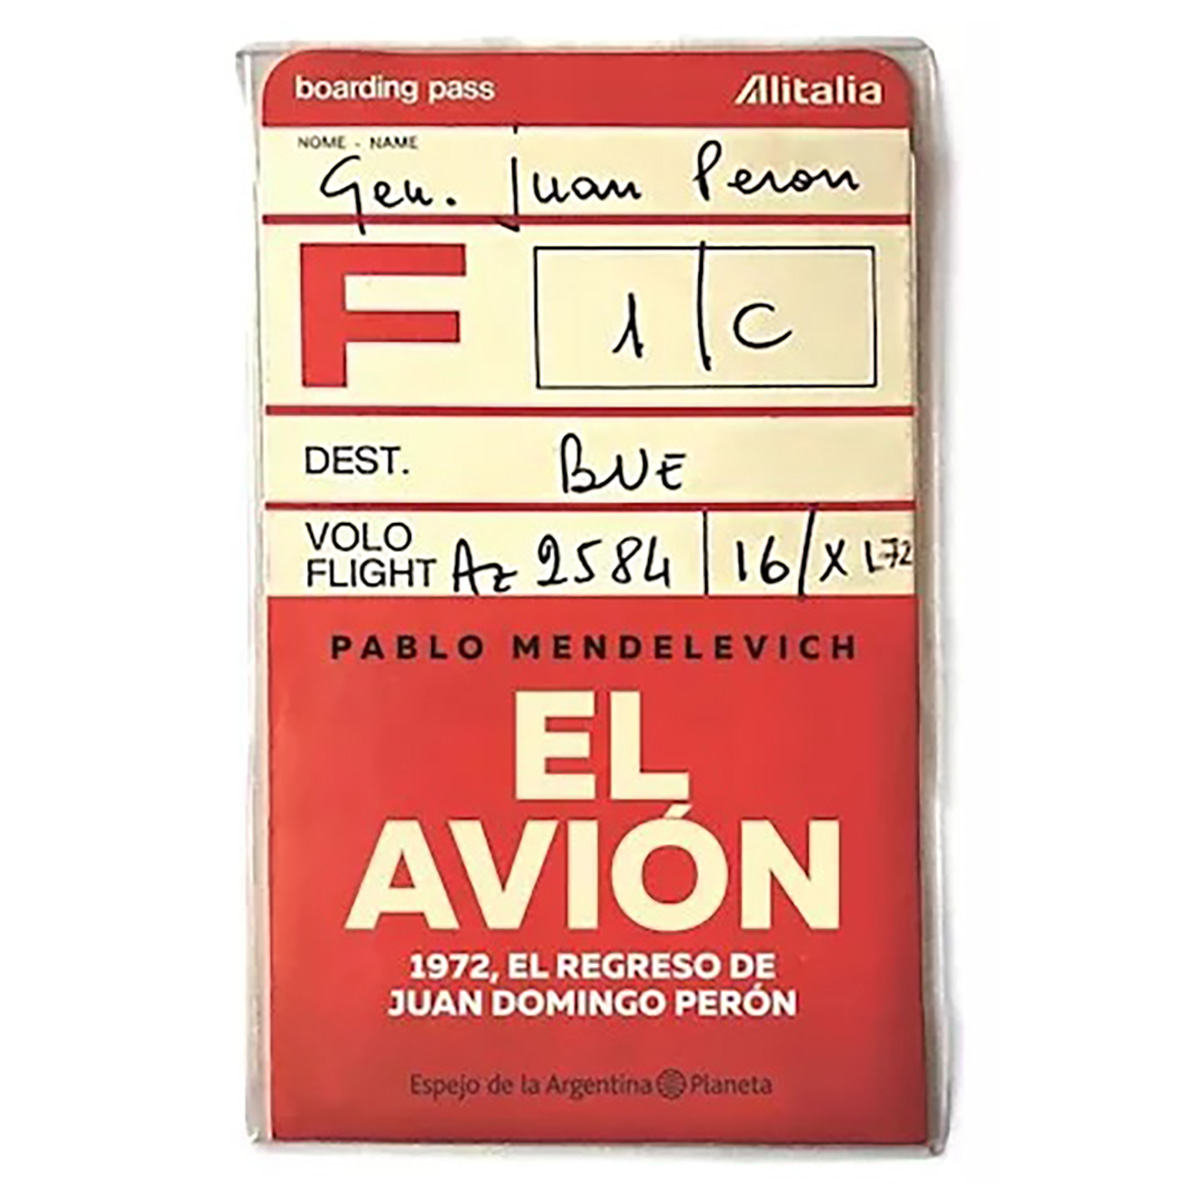 boarding pass Alitalia
NOME - NAME
Gen. Juan Peron
F 1/C
DEST. BUE
VOLO
FLIGHT Az 2584 16/X 1-72
PABLO MENDELEVICH
EL
AVIÓN
1972, EL REGRESO DE
JUAN DOMINGO PERÓN
Espejo de la Argentina Planeta